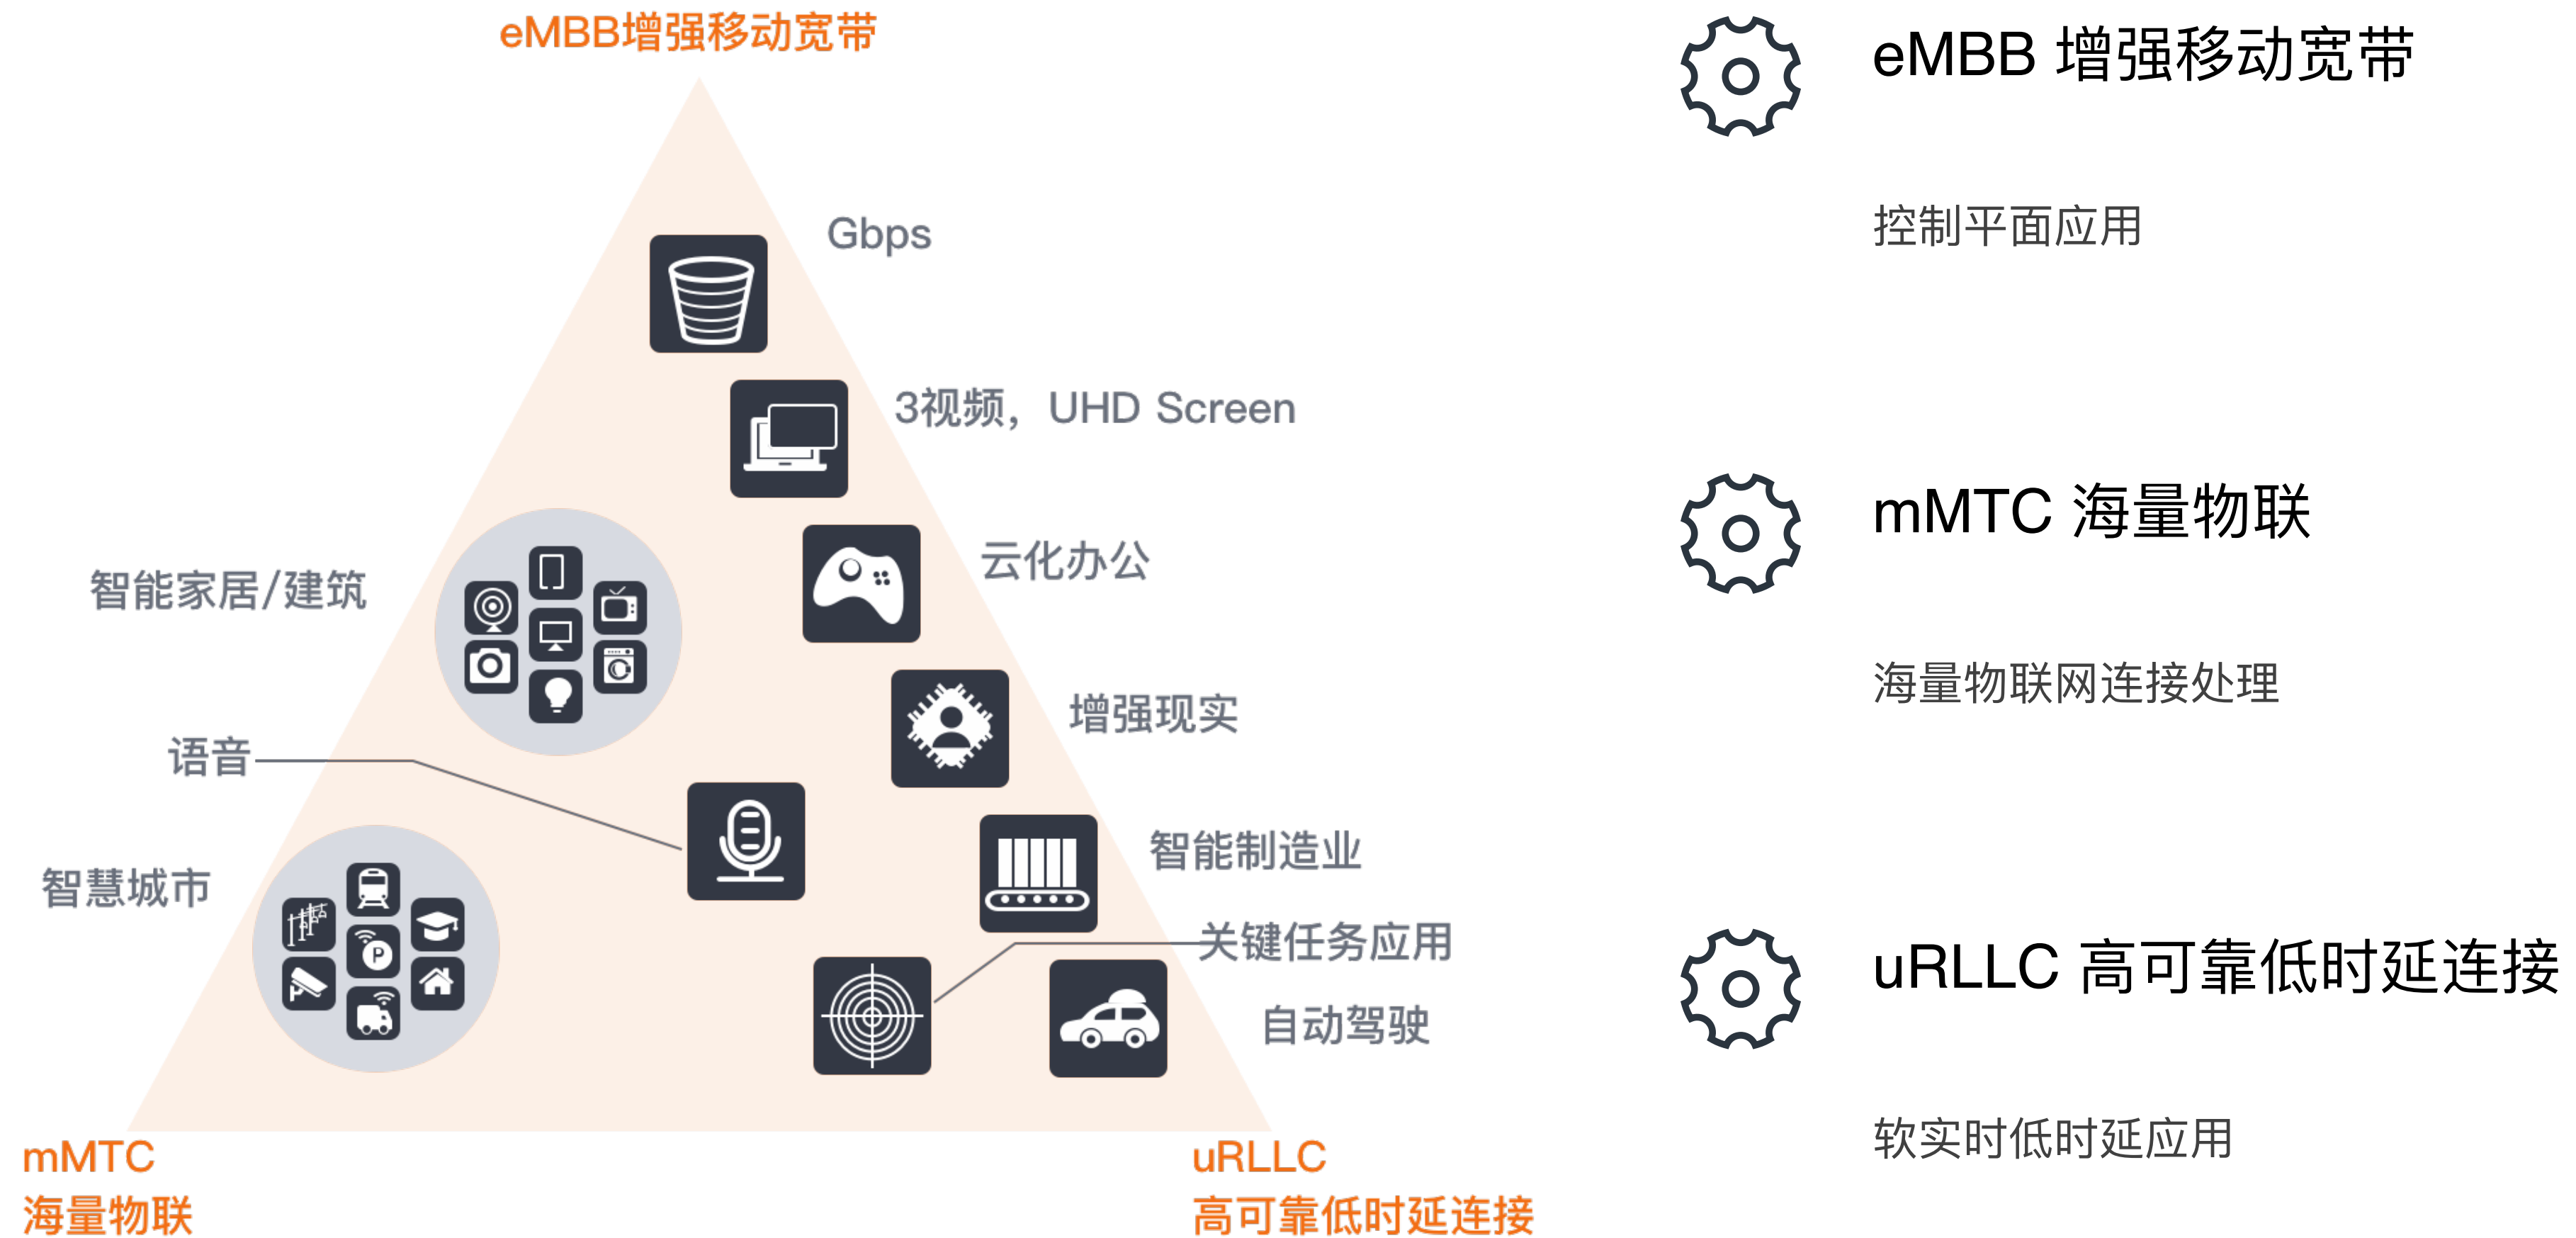 eMBB增强移动宽带
Gbps
3视频，UHD Screen
云化办公
智能家居/建筑
增强现实
语音
智能制造业
智慧城市
P
关键任务应用
自动驾驶
mMTC
海量物联
uRLLC
高可靠低时延连接
eMBB 增强移动宽带
控制平面应用
mMTC 海量物联
海量物联网连接处理
uRLLC 高可靠低时延连接
软实时低时延应用